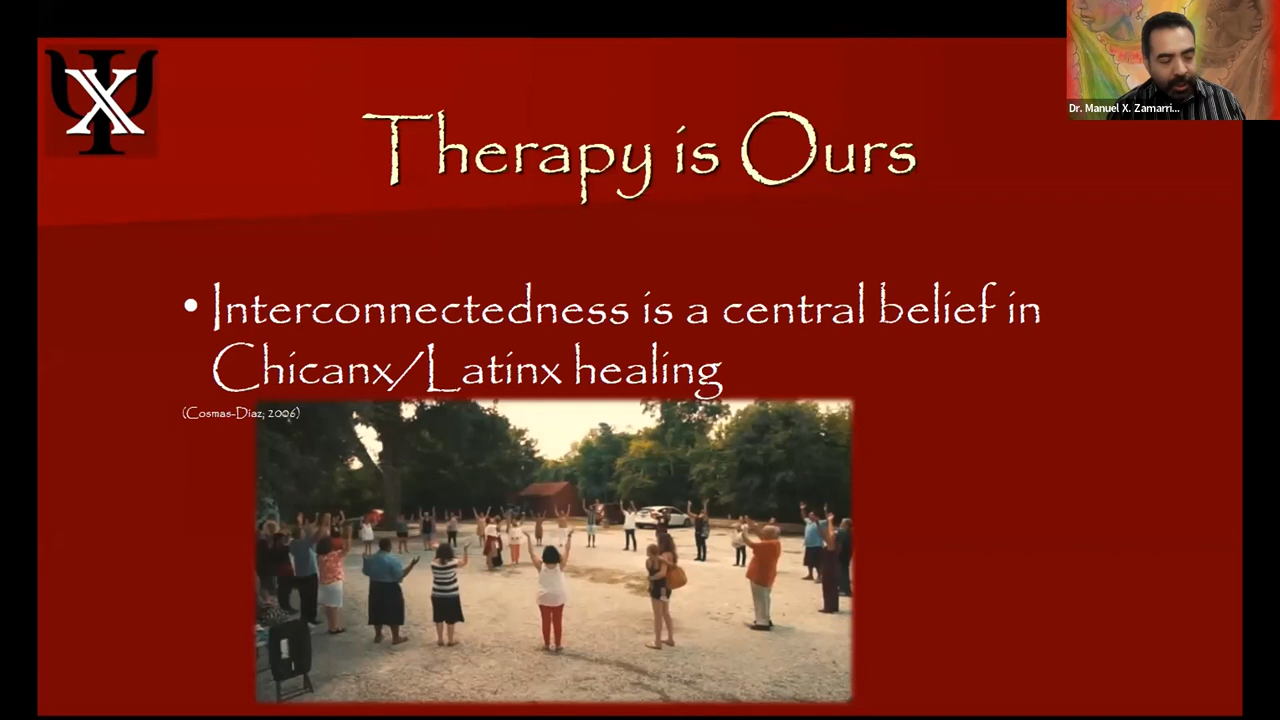 X
Dr. Manuel X. Zamarri...
Therapy is Ours
• Interconnectedness is a central belief in
Chicanx/Latinx healing
(Cosmas-Diaz; 2006)